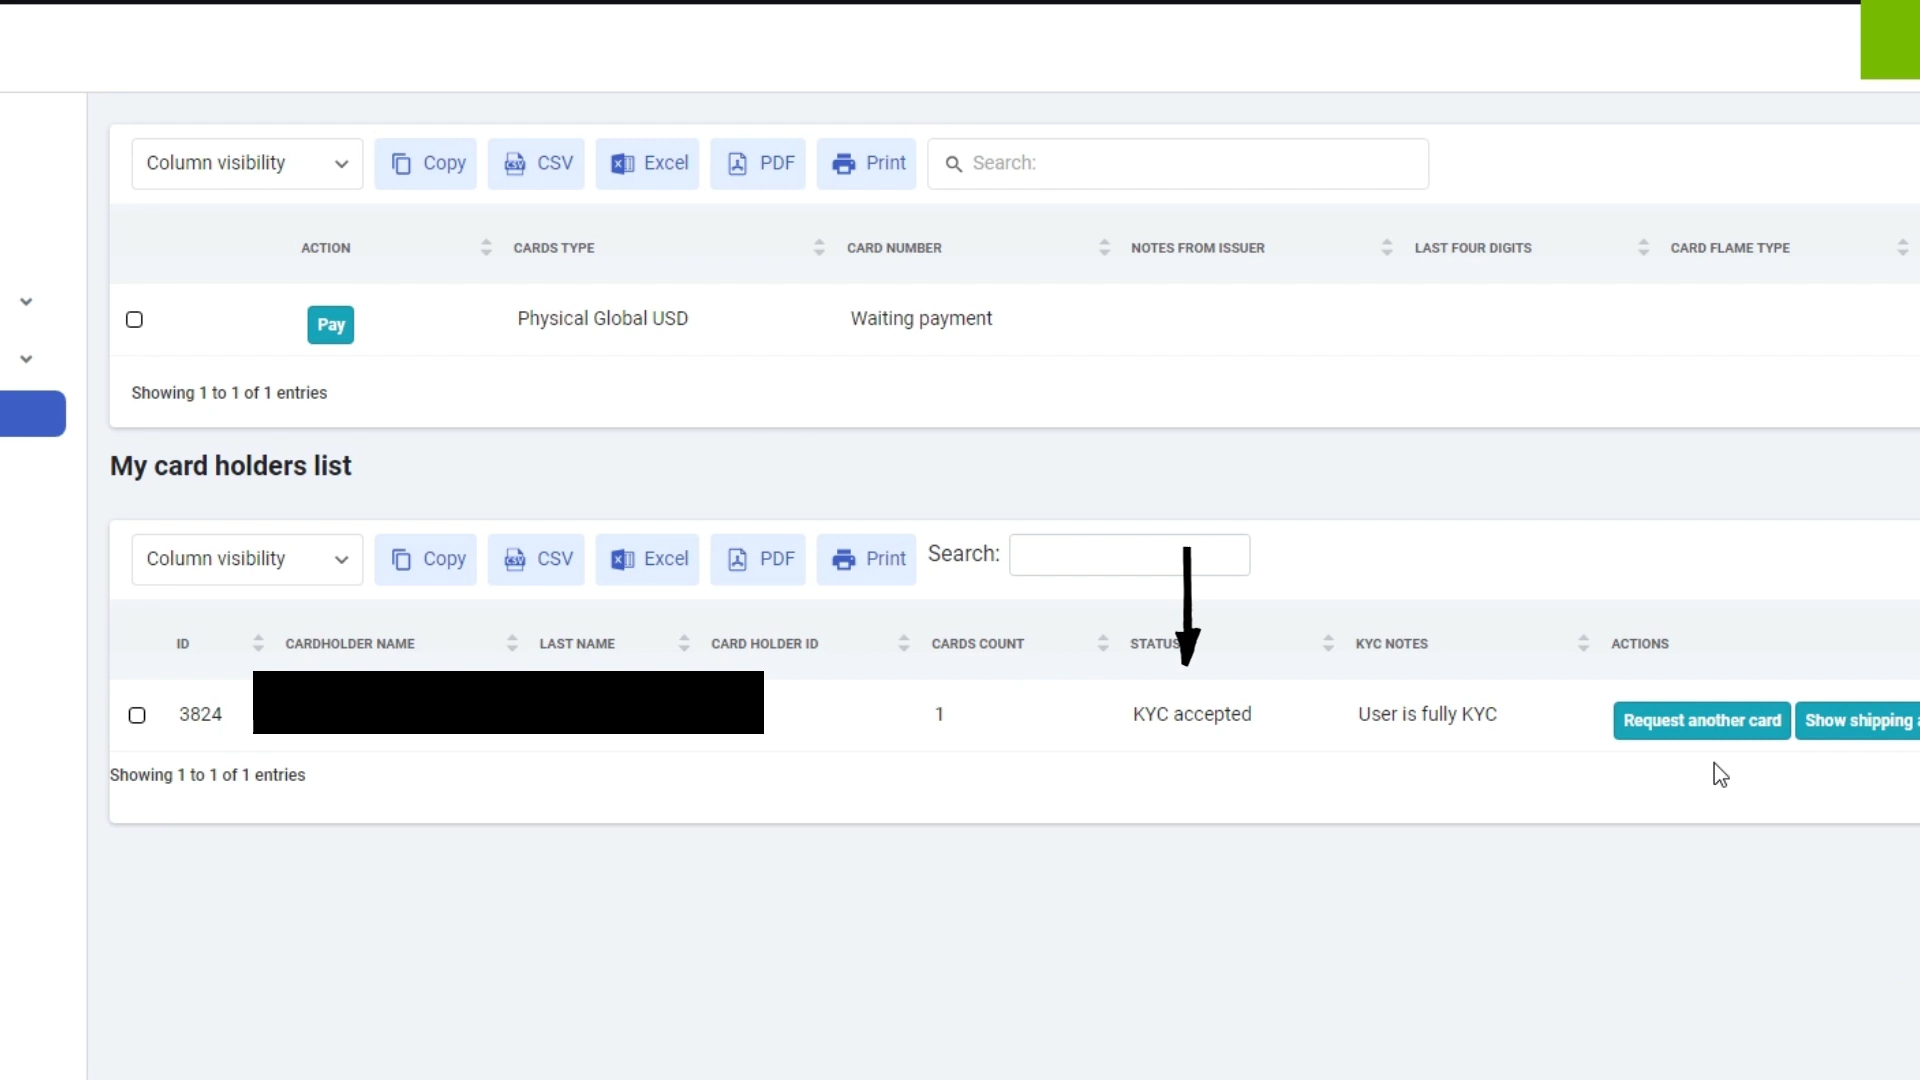 Column visibility Copy CSV Excel PDF Print Search:
ACTION CARDS TYPE CARD NUMBER NOTES FROM ISSUER LAST FOUR DIGITS CARD FLAME TYPE
Pay Physical Global USD Waiting payment
Showing 1 to 1 of 1 entries
My card holders list
Column visibility Copy CSV Excel PDF Print Search:
ID CARDHOLDER NAME LAST NAME CARD HOLDER ID CARDS COUNT STATUS KYC NOTES ACTIONS
3824 1 KYC accepted User is fully KYC Request another card Show shipping
Showing 1 to 1 of 1 entries